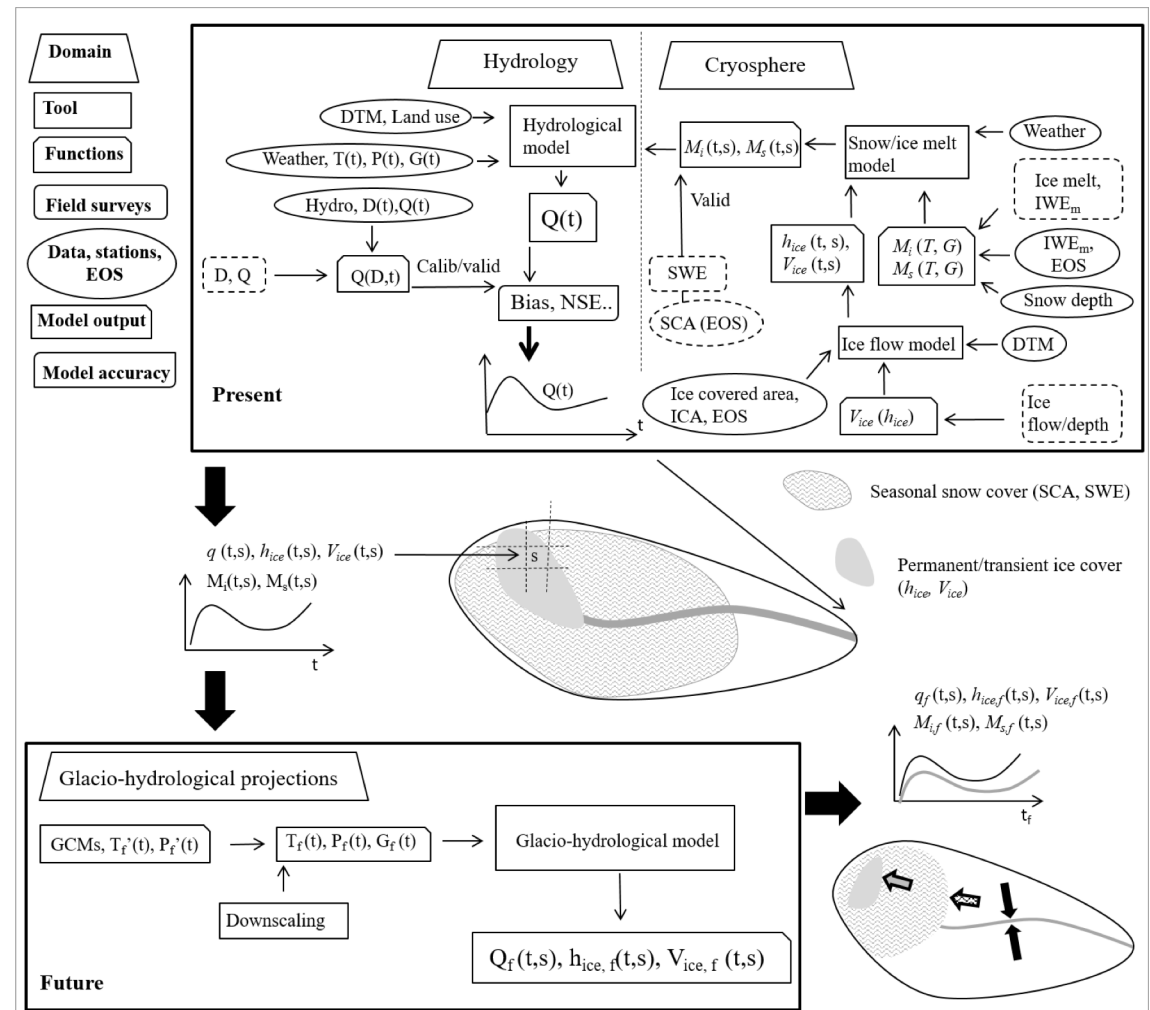 Domain
Tool
Functions
Field surveys
Data, stations,
EOS
Model output
Model accuracy
Hydrology
DTM, Land use
Hydrological
model
Weather, T(t), P(t), G(t)
Hydro, D(t),Q(t)
Q(t)
D, Q
Q(D,t)
Calib/valid
Bias, NSE..
Q(t)
t
Present
Cryosphere
Mi (t,s), Ms (t,s)
Snow/ice melt
model
Weather
Valid
Ice melt,
IWEm
hice (t, s),
Vice (t,s)
Mi (T, G)
Ms (T, G)
IWEm,
EOS
SWE
Snow depth
SCA (EOS)
Ice flow model
DTM
Ice covered area,
ICA, EOS
Vice (hice)
Ice
flow/depth
Seasonal snow cover (SCA, SWE)
q (t,s), hice (t,s), Vice (t,s)
Mi(t,s), Ms(t,s)
t
s
Permanent/transient ice cover
(hice, Vice)
qf (t,s), hice,f (t,s), Vice,f (t,s)
Mi,f (t,s), Ms,f (t,s)
tf
Glacio-hydrological projections
GCMs, Tf’(t), Pf’(t)
Tf(t), Pf(t), Gf (t)
Glacio-hydrological model
Downscaling
Qf (t,s), hice, f(t,s), Vice, f (t,s)
Future